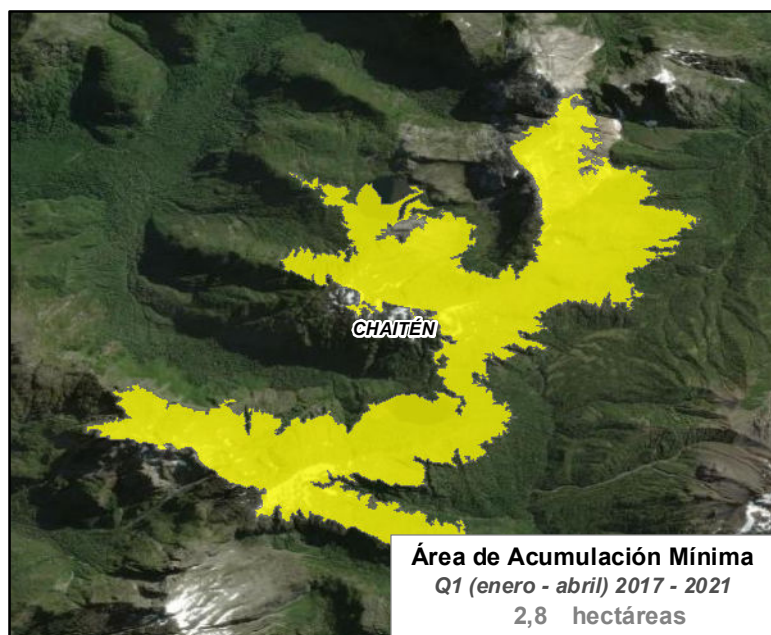 CHAITÉN
Área de Acumulación Mínima
Q1 (enero - abril) 2017 - 2021
2,8 hectáreas